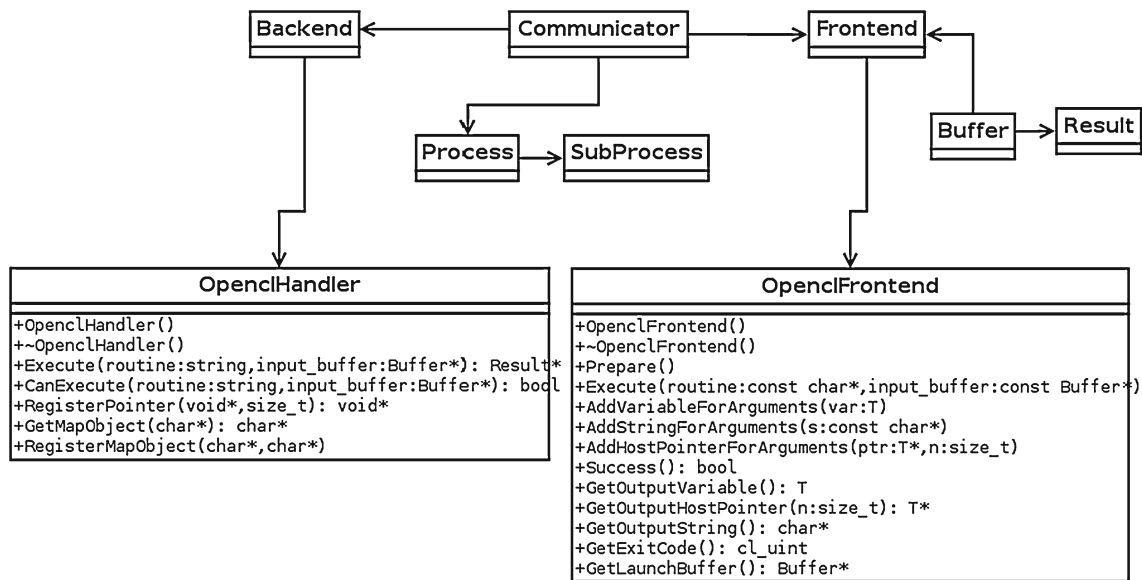 Backend
Communicator
Frontend
Process
SubProcess
Buffer
Result
OpenclHandler
+OpenclHandler()
+~OpenclHandler()
+Execute(routine:string,input_buffer:Buffer*): Result*
+CanExecute(routine:string,input_buffer:Buffer*): bool
+RegisterPointer(void*,size_t): void*
+GetMapObject(char*): char*
+RegisterMapObject(char*,char*)
OpenclFrontend
+OpenclFrontend()
+~OpenclFrontend()
+Prepare()
+Execute(routine:const char*,input_buffer:const Buffer*)
+AddVariableForArguments(var:T)
+AddStringForArguments(s:const char*)
+AddHostPointerForArguments(ptr:T*,n:size_t)
+Success(): bool
+GetOutputVariable(): T
+GetOutputHostPointer(n:size_t): T*
+GetOutputString(): char*
+GetExitCode(): cl_uint
+GetLaunchBuffer(): Buffer*